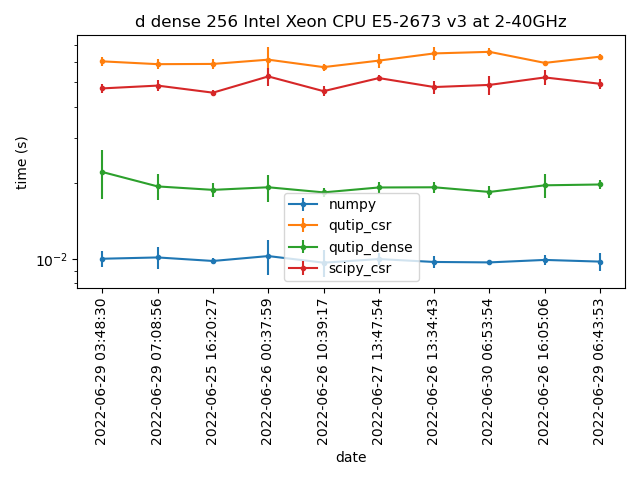 d dense 256 Intel Xeon CPU E5-2673 v3 at 2-40GHz
time (s)
10^-2
numpy
qutip_csr
qutip_dense
scipy_csr
2022-06-29 03:48:30
2022-06-29 07:08:56
2022-06-25 16:20:27
2022-06-26 00:37:59
2022-06-26 10:39:17
2022-06-27 13:47:54
2022-06-26 13:34:43
2022-06-30 06:53:54
2022-06-26 16:05:06
2022-06-29 06:43:53
date